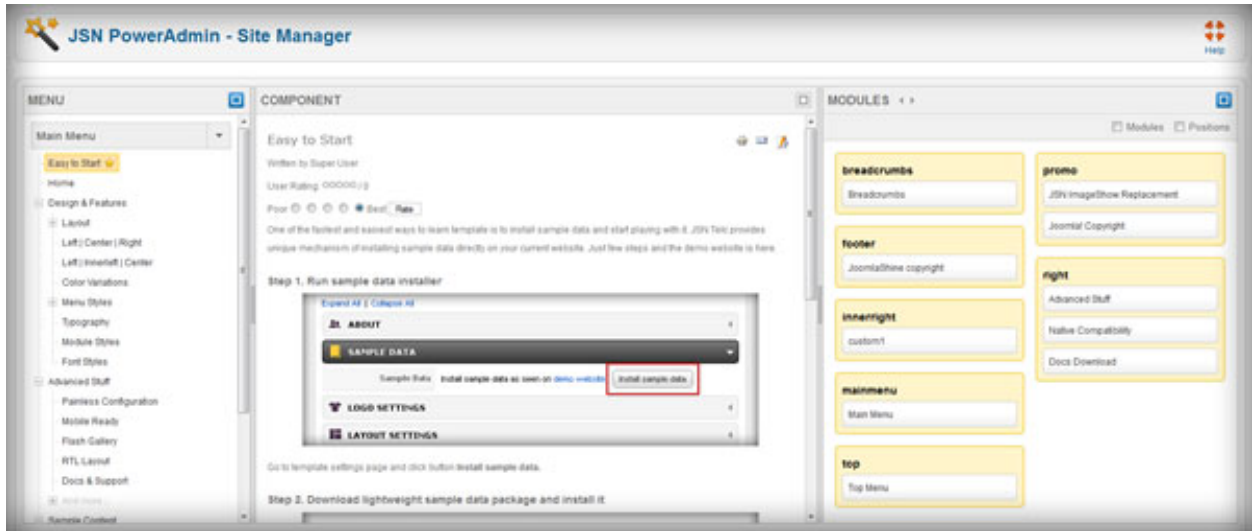 JSN PowerAdmin - Site Manager
Help
MENU
Main Menu
Easy to Start
Home
Design & Features
Layout
Left | Center | Right
Left | Innerleft | Center
Color Variations
Menu Styles
Typography
Module Styles
Font Styles
Advanced Stuff
Painless Configuration
Mobile Ready
Flash Gallery
RTL Layout
Docs & Support
Sample Content
COMPONENT
Easy to Start
Written by Super User
User Rating:
Poor Best Rate
One of the fastest and easiest ways to learn template is to install sample data and start playing with it. JSN Tele provides
unique mechanism of installing sample data directly on your current website. Just few steps and the demo website is here.
Step 1. Run sample data installer
Expand All | Collapse All
ABOUT
SAMPLE DATA
Sample Data Install sample data as seen on demo website Install sample data
LOGO SETTINGS
LAYOUT SETTINGS
Go to template settings page and click button Install sample data.
Step 2. Download lightweight sample data package and install it
MODULES
Modules Positions
breadcrumbs
Breadcrumbs
footer
JoomlaShine copyright
innerright
custom1
mainmenu
Main Menu
top
Top Menu
promo
JSN ImageShow Replacement
Joomla! Copyright
right
Advanced Stuff
Native Compatibility
Docs Download